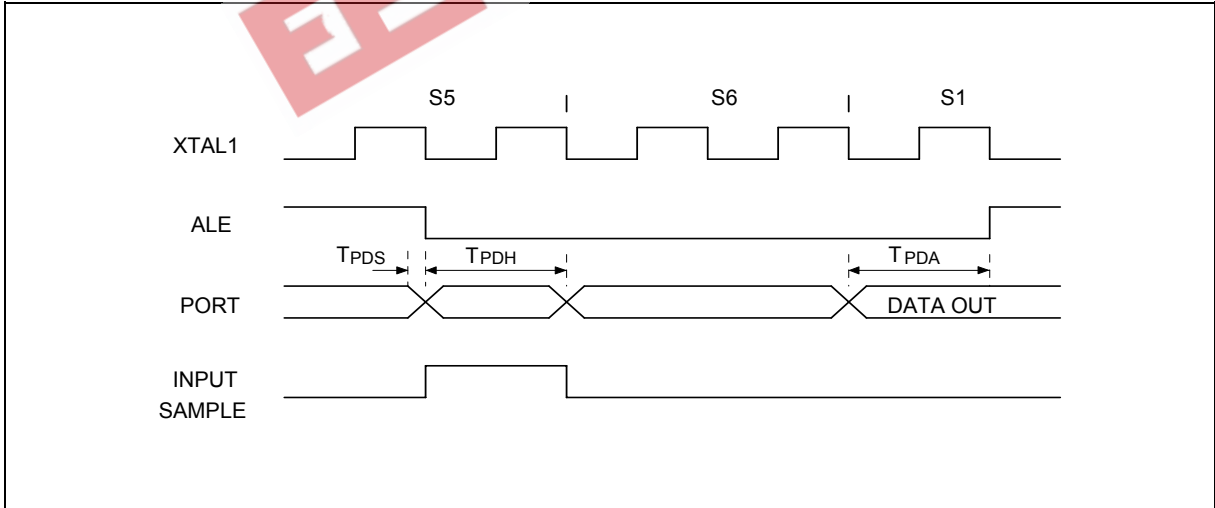 S5 S6 S1
XTAL1
ALE
TPDS TPDH TPDA
PORT DATA OUT
INPUT
SAMPLE